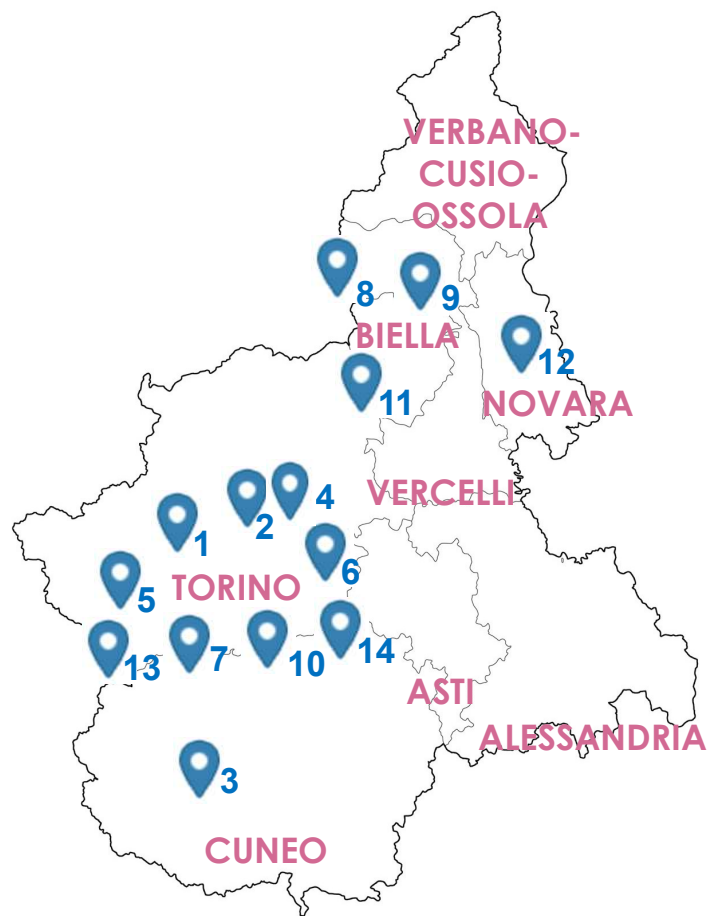 VERBANO-
CUSIO-
OSSOLA
8
9
BIELLA
12
11
NOVARA
4
VERCELLI
2
1
6
5
TORINO
14
10
7
13
ASTI
ALESSANDRIA
3
CUNEO